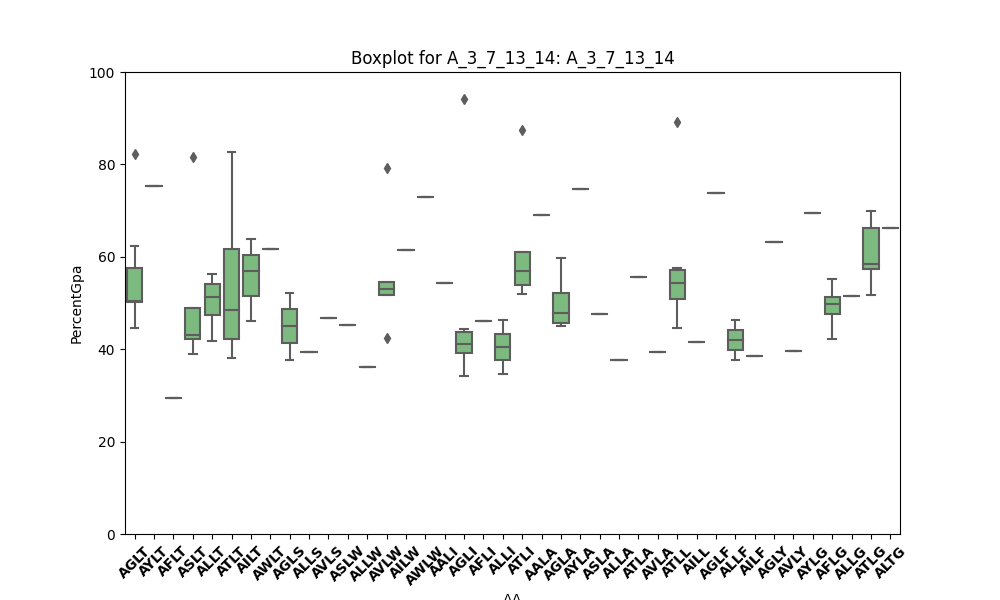 Boxplot for A_3_7_13_14: A_3_7_13_14
100
80
60
40
20
0
PercentGpa
AGLT AYLT AFLT ASLT ALLT ATLT AILT AWLT AGLS ALLS AVLS ASLW ALLW AVLW AILW AWLW AALI AGLI AFLI ALLI ATLI AALA AGLA AYLA ASLA ALLA ATLA AVLA ATLL AILL AGLF ALLF AILF AGLY AVLY AYLG AFLG ALLG ATLG ALTG
AA